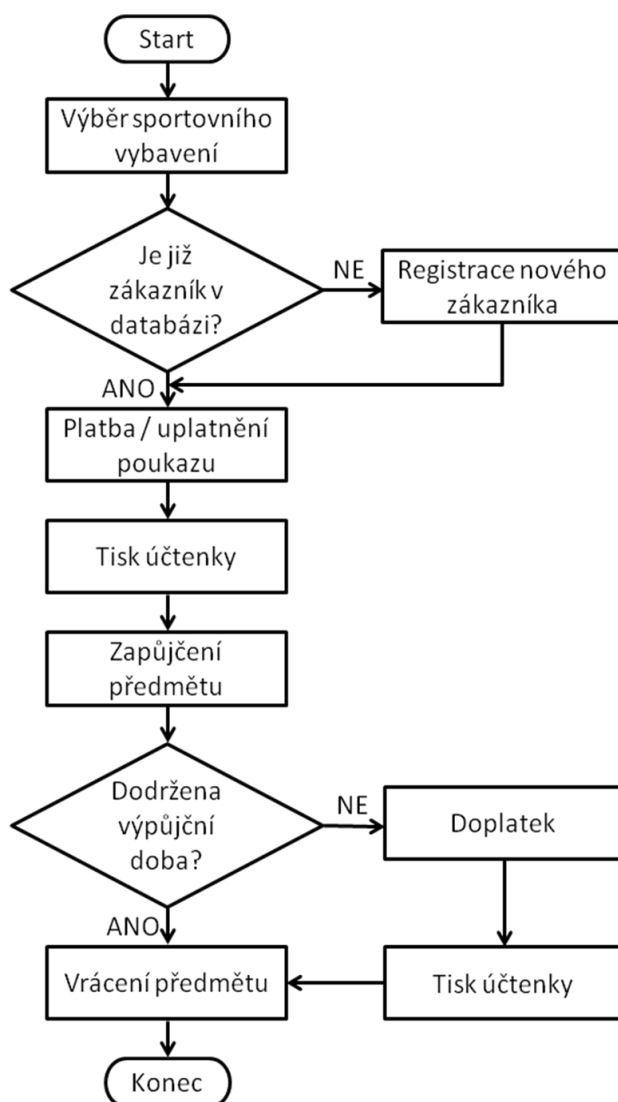 Start
Výběr sportovního
vybavení
Je již
zákazník v
databázi?
NE
Registrace nového
zákazníka
ANO
Platba / uplatnění
poukazu
Tisk účtenky
Zapůjčení
předmětu
Dodržena
výpůjční
doba?
NE
Doplatek
ANO
Vrácení předmětu
Tisk účtenky
Konec